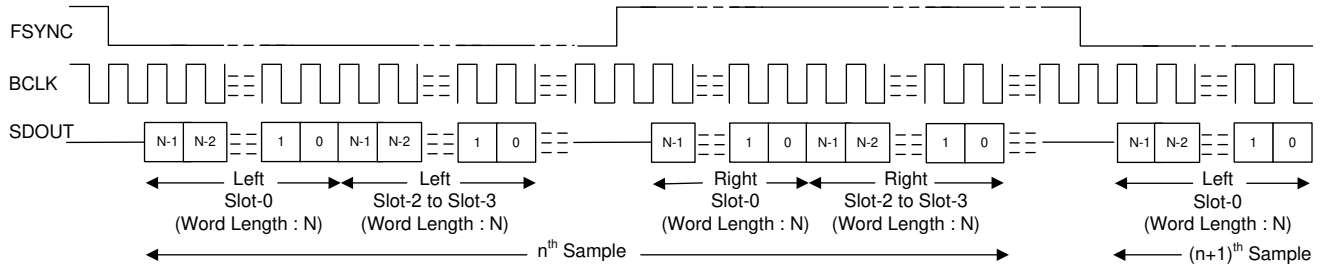 FSYNC
BCLK
SDOUT
N-1 N-2 1 0 N-1 N-2 1 0 N-1 1 0 N-1 N-2 1 0 N-1 N-2 1 0
Left Left Right Right Left
Slot-0 Slot-2 to Slot-3 Slot-0 Slot-2 to Slot-3 Slot-0
(Word Length : N) (Word Length : N) (Word Length : N) (Word Length : N) (Word Length : N)
nth Sample (n+1)th Sample